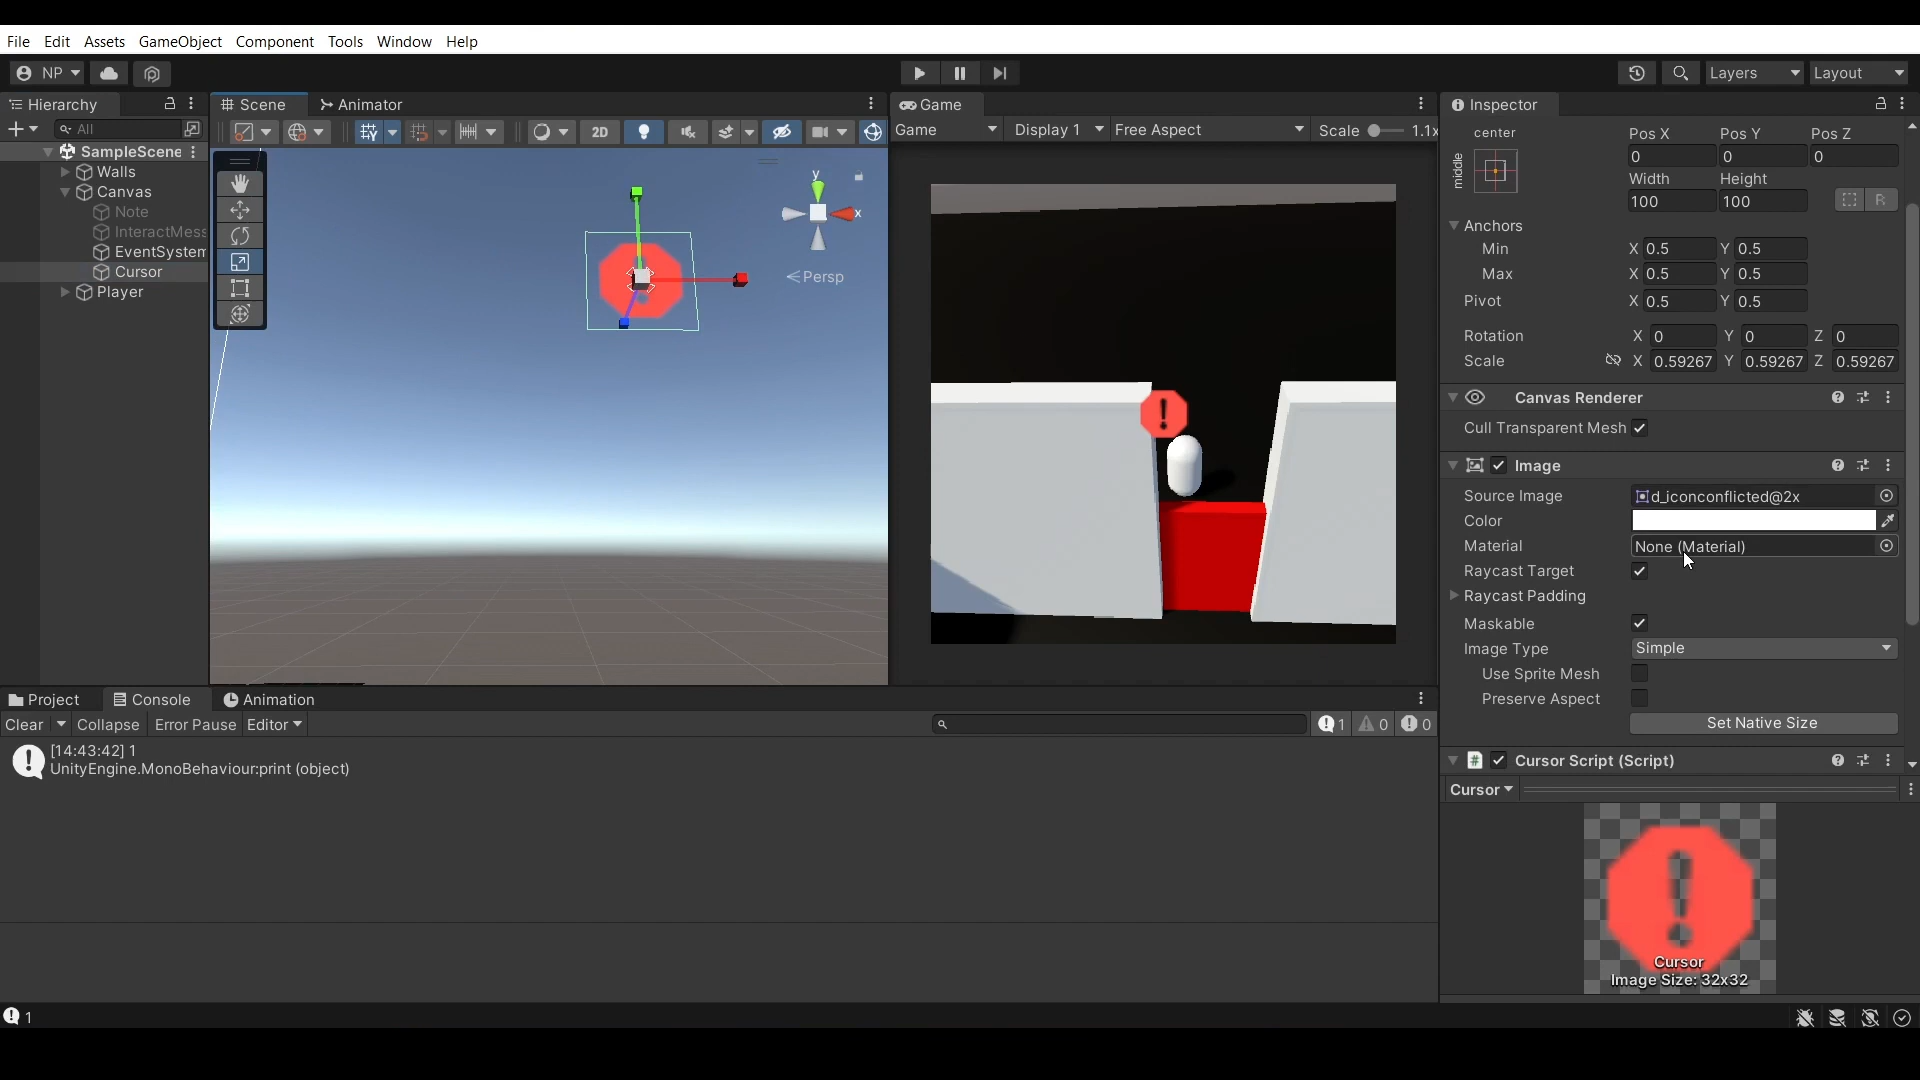 File Edit Assets GameObject Component Tools Window Help
NP
Layers
Layout
Hierarchy
All
SampleScene
Walls
Canvas
Note
InteractMess
EventSystem
Cursor
Player
Scene
Animator
2D
y
x
Persp
Game
Game
Display 1
Free Aspect
Scale
1.1x
Inspector
center
middle
Pos X Pos Y Pos Z
0 0 0
Width Height
100 100
R
Anchors
Min X 0.5 Y 0.5
Max X 0.5 Y 0.5
Pivot X 0.5 Y 0.5
Rotation X 0 Y 0 Z 0
Scale X 0.59267 Y 0.59267 Z 0.59267
Canvas Renderer
Cull Transparent Mesh
Image
Source Image d_iconconflicted@2x
Color
Material None (Material)
Raycast Target
Raycast Padding
Maskable
Image Type Simple
Use Sprite Mesh
Preserve Aspect
Set Native Size
# Cursor Script (Script)
Cursor
Cursor
Image Size: 32x32
Project
Console
Animation
Clear Collapse Error Pause Editor
1 0 0
[14:43:42] 1
UnityEngine.MonoBehaviour:print (object)
1